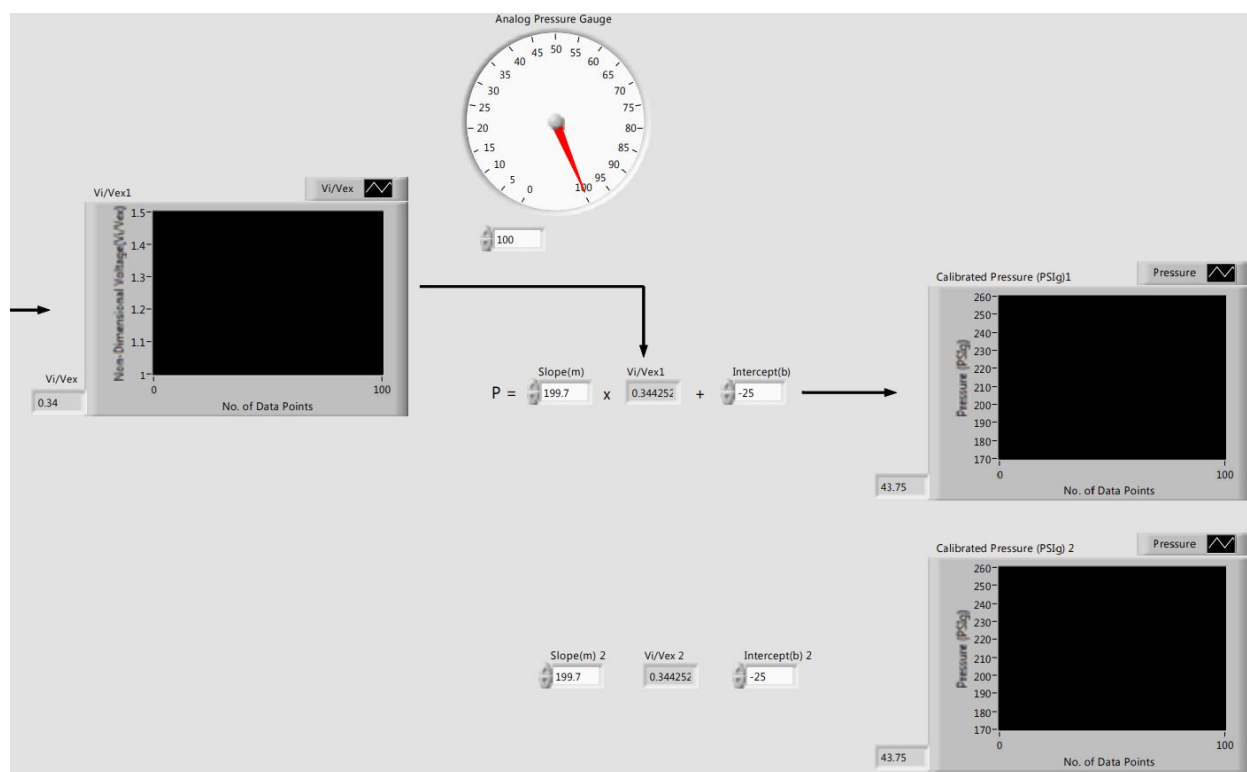 Analog Pressure Gauge
0 5 10 15 20 25 30 35 40 45 50 55 60 65 70 75 80 85 90 95 100
100
Vi/Vex1
Vi/Vex
Non-Dimensional Voltage(Vi/Vex)
1.5
1.4
1.3
1.2
1.1
1
0 100
No. of Data Points
Vi/Vex
0.34
Slope(m) Vi/Vex1 Intercept(b)
P = 199.7 x 0.344252 + -25
Calibrated Pressure (PSIg)1
Pressure
Pressure (PSIg)
260
250
240
230
220
210
200
190
180
170
0 100
No. of Data Points
43.75
Slope(m) 2 Vi/Vex 2 Intercept(b) 2
199.7 0.344252 -25
Calibrated Pressure (PSIg) 2
Pressure
Pressure (PSIg)
260
250
240
230
220
210
200
190
180
170
0 100
No. of Data Points
43.75